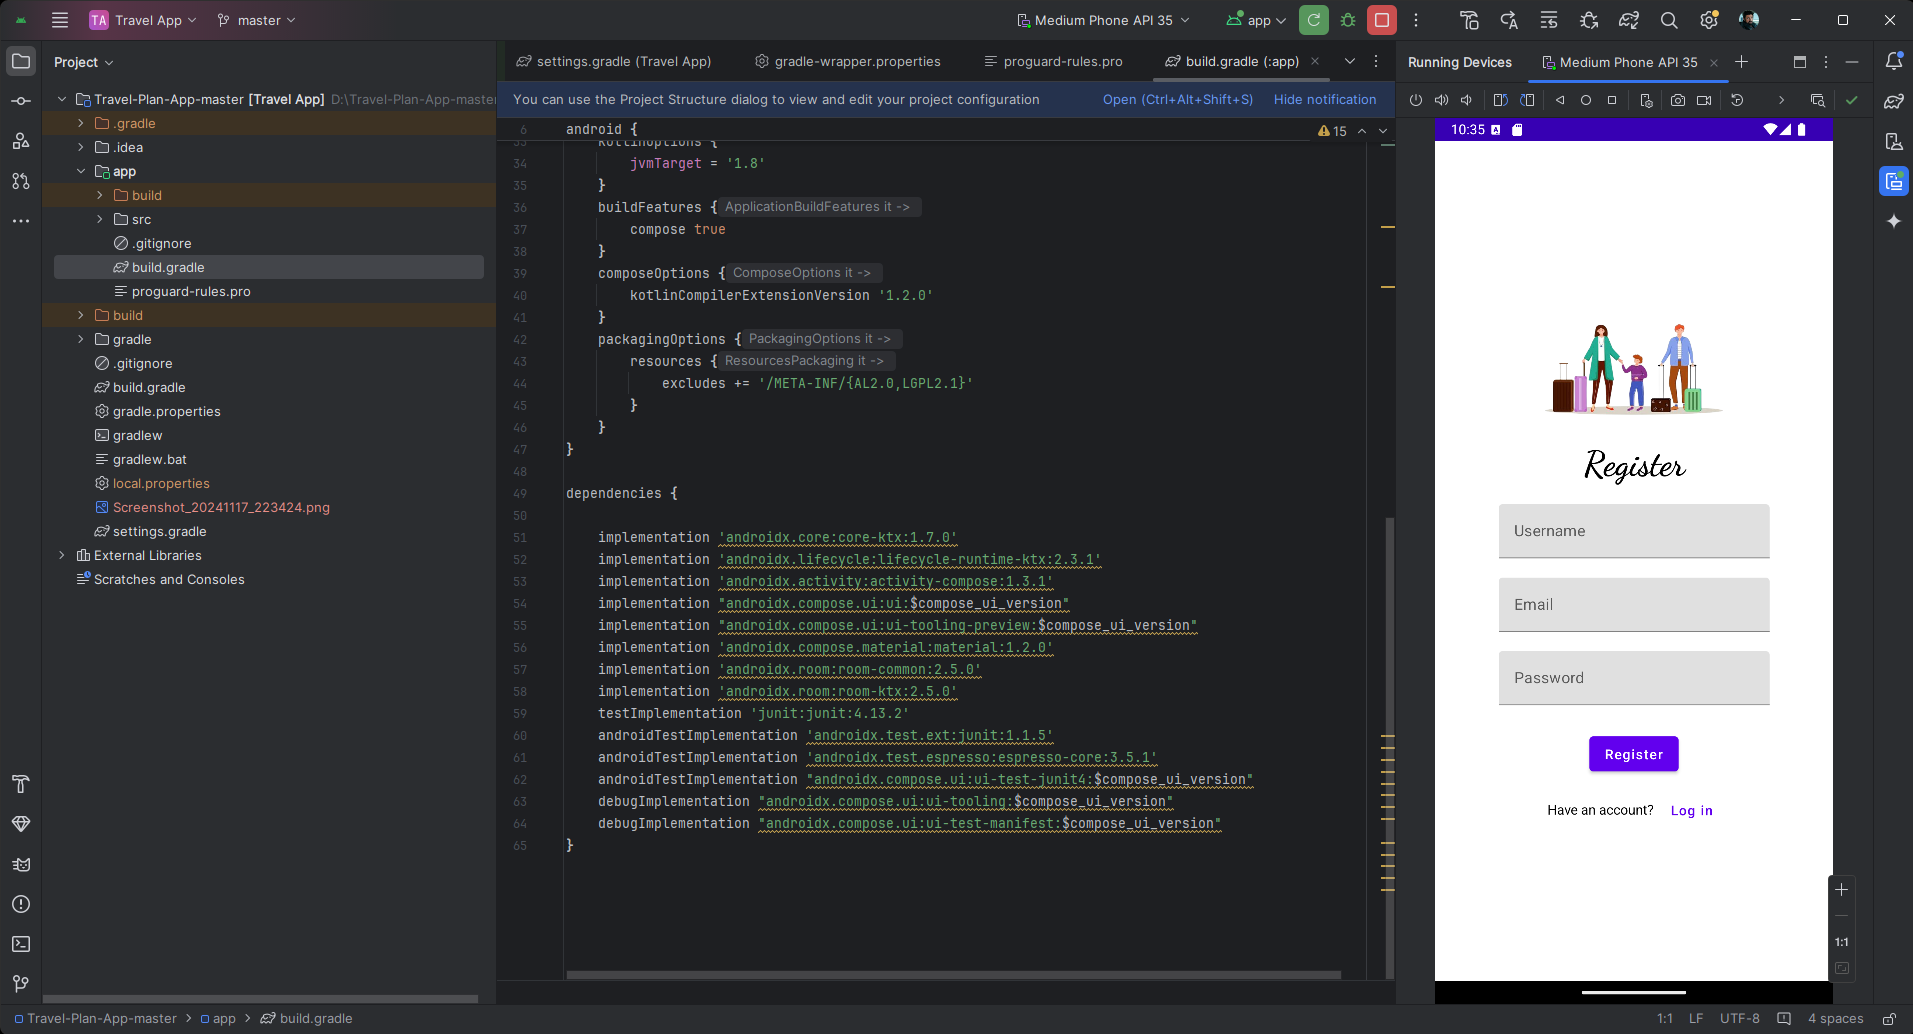 TA Travel App master
Medium Phone API 35 app
Project
settings.gradle (Travel App) gradle-wrapper.properties proguard-rules.pro build.gradle (:app)
Running Devices Medium Phone API 35
You can use the Project Structure dialog to view and edit your project configuration Open (Ctrl+Alt+Shift+S) Hide notification
Travel-Plan-App-master [Travel App] D:\Travel-Plan-App-master
.gradle
.idea
app
build
src
.gitignore
build.gradle
proguard-rules.pro
build
gradle
.gitignore
build.gradle
gradle.properties
gradlew
gradlew.bat
local.properties
Screenshot_20241117_223424.png
settings.gradle
External Libraries
Scratches and Consoles
6 android {
15
33 kotlinOptions {
34 jvmTarget = '1.8'
35 }
36 buildFeatures { ApplicationBuildFeatures it ->
37 compose true
38 }
39 composeOptions { ComposeOptions it ->
40 kotlinCompilerExtensionVersion '1.2.0'
41 }
42 packagingOptions { PackagingOptions it ->
43 resources { ResourcesPackaging it ->
44 excludes += '/META-INF/{AL2.0,LGPL2.1}'
45 }
46 }
47 }
48
49 dependencies {
50
51 implementation 'androidx.core:core-ktx:1.7.0'
52 implementation 'androidx.lifecycle:lifecycle-runtime-ktx:2.3.1'
53 implementation 'androidx.activity:activity-compose:1.3.1'
54 implementation "androidx.compose.ui:ui:$compose_ui_version"
55 implementation "androidx.compose.ui:ui-tooling-preview:$compose_ui_version"
56 implementation 'androidx.compose.material:material:1.2.0'
57 implementation 'androidx.room:room-common:2.5.0'
58 implementation 'androidx.room:room-ktx:2.5.0'
59 testImplementation 'junit:junit:4.13.2'
60 androidTestImplementation 'androidx.test.ext:junit:1.1.5'
61 androidTestImplementation 'androidx.test.espresso:espresso-core:3.5.1'
62 androidTestImplementation "androidx.compose.ui:ui-test-junit4:$compose_ui_version"
63 debugImplementation "androidx.compose.ui:ui-tooling:$compose_ui_version"
64 debugImplementation "androidx.compose.ui:ui-test-manifest:$compose_ui_version"
65 }
10:35
Register
Username
Email
Password
Register
Have an account? Log in
1:1
Travel-Plan-App-master > app > build.gradle
1:1 LF UTF-8 4 spaces